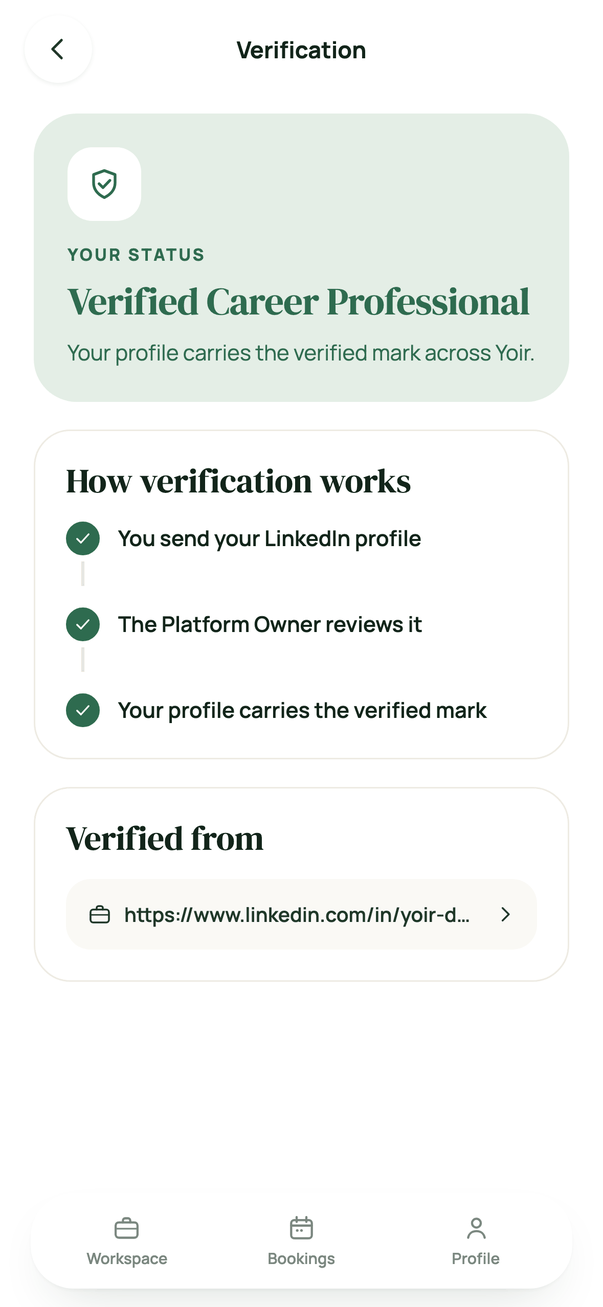 Verification
YOUR STATUS
Verified Career Professional
Your profile carries the verified mark across Yoir.
How verification works
You send your LinkedIn profile
The Platform Owner reviews it
Your profile carries the verified mark
Verified from
https://www.linkedin.com/in/yoir-d...
Workspace
Bookings
Profile